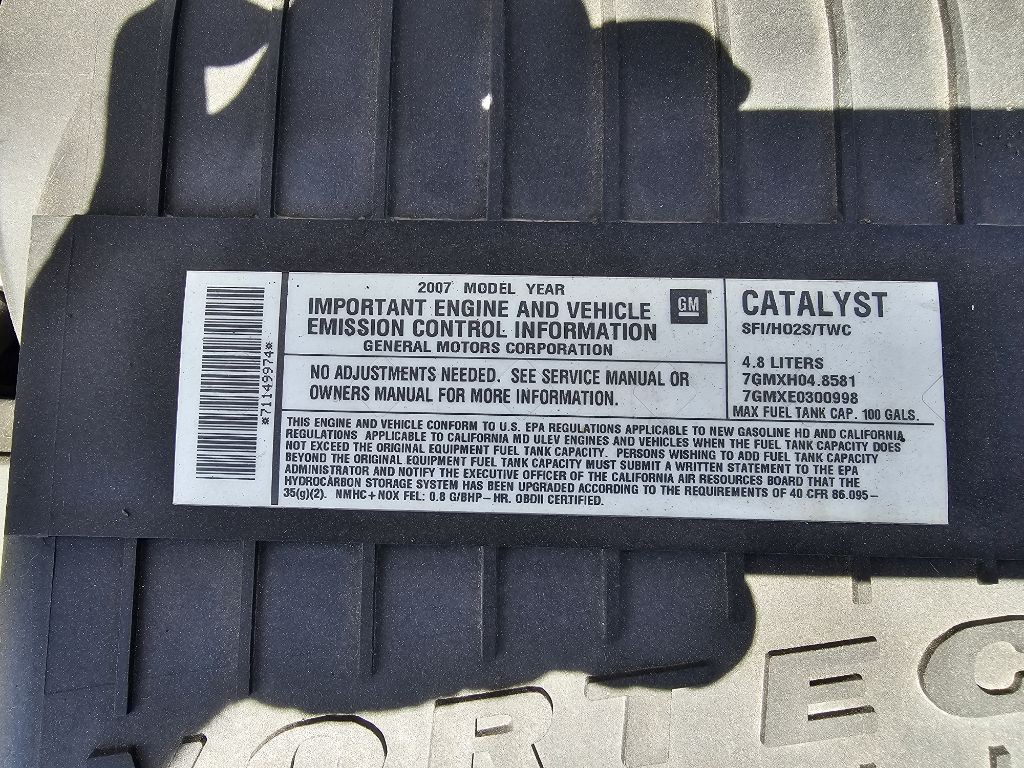 *71149974*
2007 MODEL YEAR
IMPORTANT ENGINE AND VEHICLE
EMISSION CONTROL INFORMATION
GENERAL MOTORS CORPORATION
GM
NO ADJUSTMENTS NEEDED. SEE SERVICE MANUAL OR
OWNERS MANUAL FOR MORE INFORMATION.
CATALYST
SFI/HO2S/TWC
4.8 LITERS
7GMXH04.8581
7GMXE0300998
MAX FUEL TANK CAP. 100 GALS.
THIS ENGINE AND VEHICLE CONFORM TO U.S. EPA REGULATIONS APPLICABLE TO NEW GASOLINE HD AND CALIFORNIA
REGULATIONS APPLICABLE TO CALIFORNIA MD ULEV ENGINES AND VEHICLES WHEN THE FUEL TANK CAPACITY DOES
NOT EXCEED THE ORIGINAL EQUIPMENT FUEL TANK CAPACITY. PERSONS WISHING TO ADD FUEL TANK CAPACITY
BEYOND THE ORIGINAL EQUIPMENT FUEL TANK CAPACITY MUST SUBMIT A WRITTEN STATEMENT TO THE EPA
ADMINISTRATOR AND NOTIFY THE EXECUTIVE OFFICER OF THE CALIFORNIA AIR RESOURCES BOARD THAT THE
HYDROCARBON STORAGE SYSTEM HAS BEEN UPGRADED ACCORDING TO THE REQUIREMENTS OF 40 CFR 86.095-
35(g)(2). NMHC+NOX FEL: 0.8 G/BHP-HR. OBDII CERTIFIED.
VORTEC